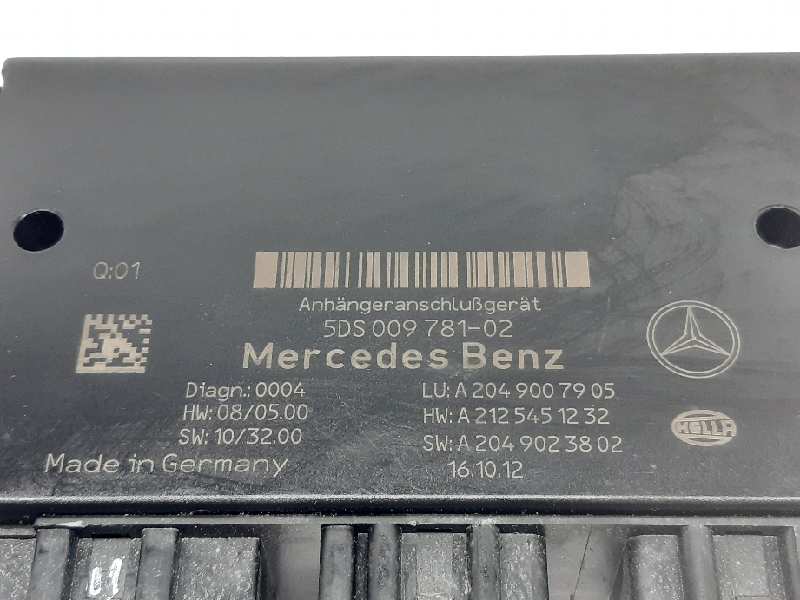 Q:01
Anhängeranschlußgerät
5DS 009 781-02
Mercedes Benz
Diagn.: 0004
LU: A 204 900 79 05
HW: 08/05.00
HW: A 212 545 12 32
SW: 10/32.00
SW: A 204 902 38 02
HELLA
Made in Germany
16.10.12
01